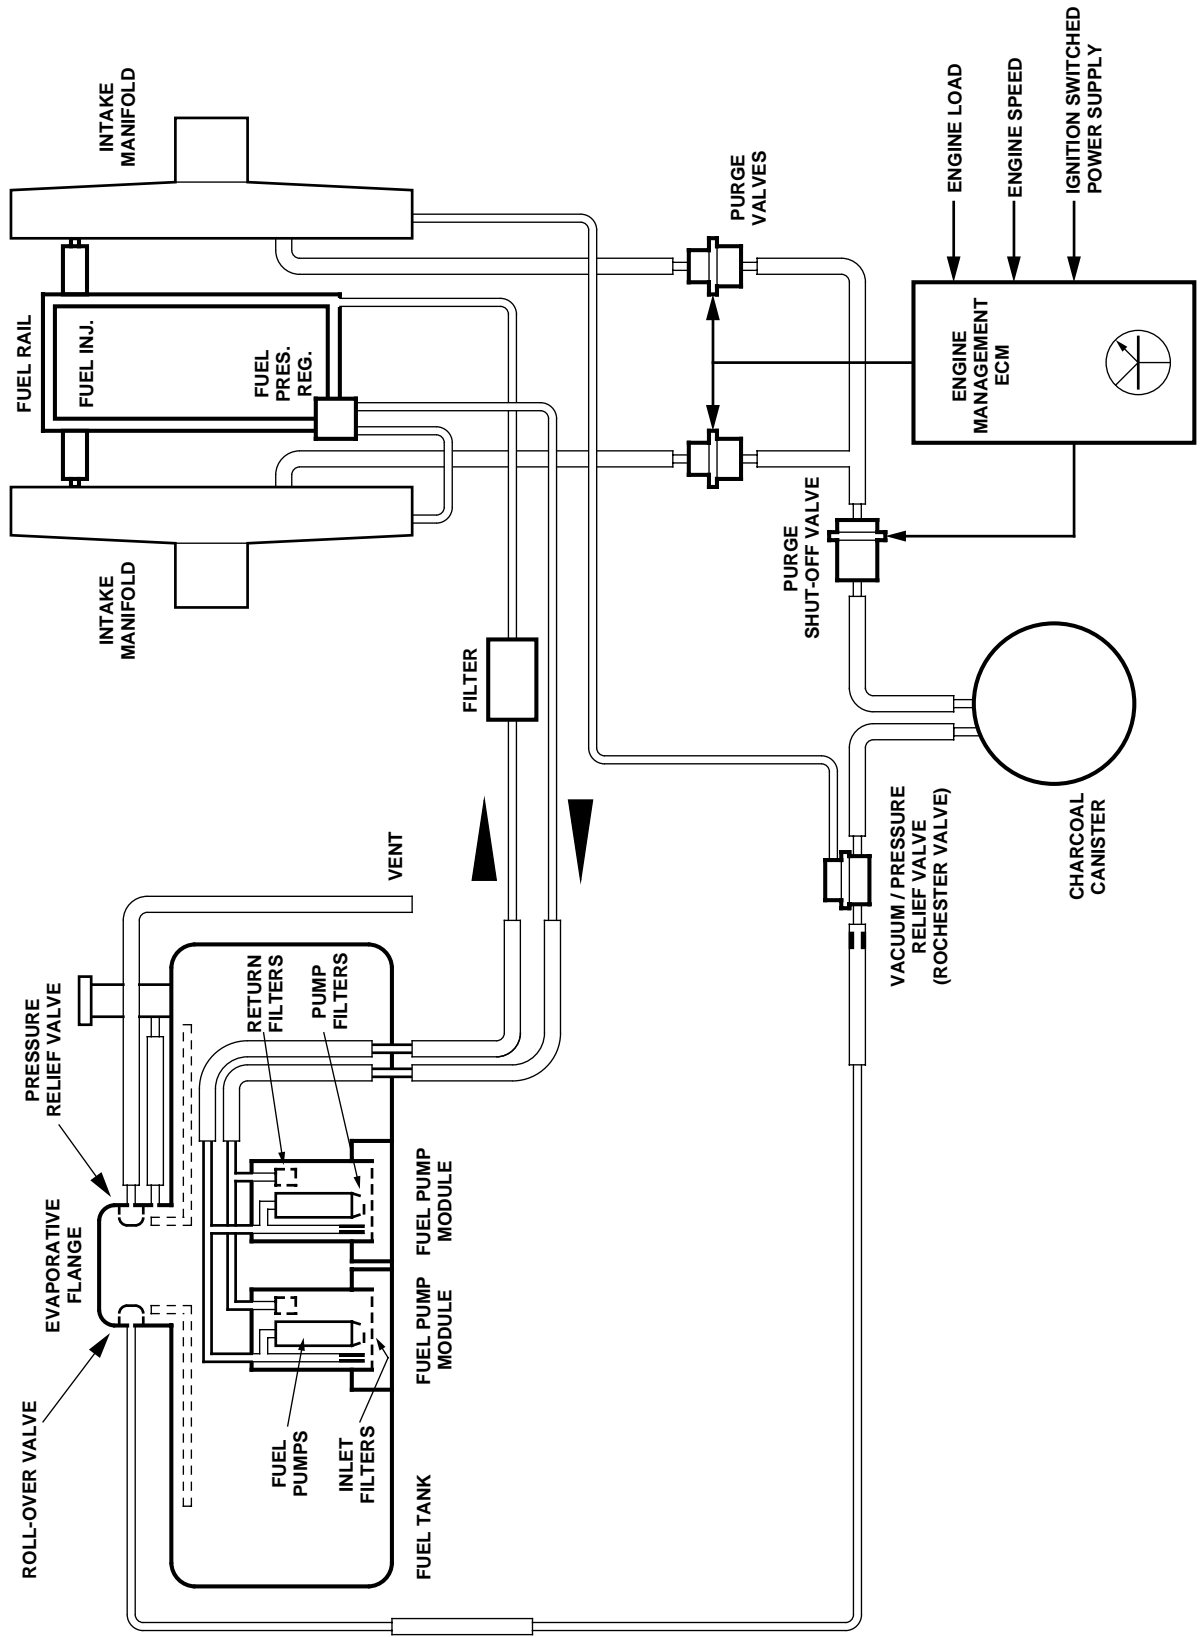 ROLL-OVER VALVE
EVAPORATIVE
FLANGE
PRESSURE
RELIEF VALVE
VENT
FUEL
PUMPS
INLET
FILTERS
RETURN
FILTERS
PUMP
FILTERS
FUEL TANK
FUEL PUMP
MODULE
FUEL PUMP
MODULE
INTAKE
MANIFOLD
FUEL RAIL
FUEL INJ.
FUEL
PRES.
REG.
INTAKE
MANIFOLD
FILTER
PURGE
VALVES
PURGE
SHUT-OFF VALVE
VACUUM / PRESSURE
RELIEF VALVE
(ROCHESTER VALVE)
CHARCOAL
CANISTER
ENGINE
MANAGEMENT
ECM
ENGINE LOAD
ENGINE SPEED
IGNITION SWITCHED
POWER SUPPLY